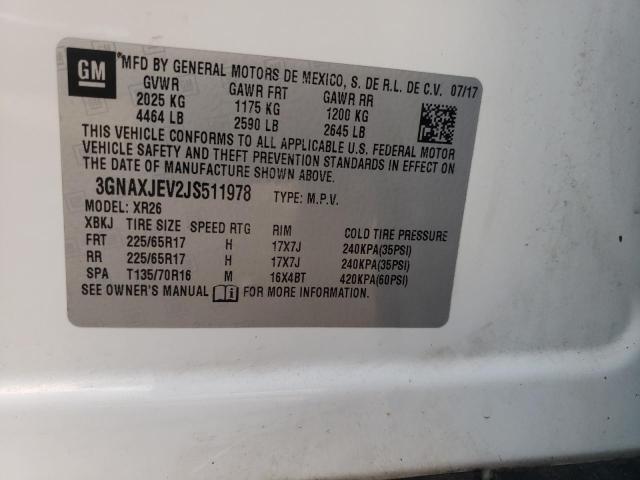 GM
MFD BY GENERAL MOTORS DE MEXICO, S. DE R.L. DE C.V. 07/17
GVWR GAWR FRT GAWR RR
2025 KG 1175 KG 1200 KG
4464 LB 2590 LB 2645 LB
THIS VEHICLE CONFORMS TO ALL APPLICABLE U.S. FEDERAL MOTOR
VEHICLE SAFETY AND THEFT PREVENTION STANDARDS IN EFFECT ON
THE DATE OF MANUFACTURE SHOWN ABOVE.
3GNAXJEV2JS511978 TYPE: M.P.V.
MODEL: XR26
XBKJ TIRE SIZE SPEED RTG RIM COLD TIRE PRESSURE
FRT 225/65R17 H 17X7J 240KPA(35PSI)
RR 225/65R17 H 17X7J 240KPA(35PSI)
SPA T135/70R16 M 16X4BT 420KPA(60PSI)
SEE OWNER'S MANUAL FOR MORE INFORMATION.